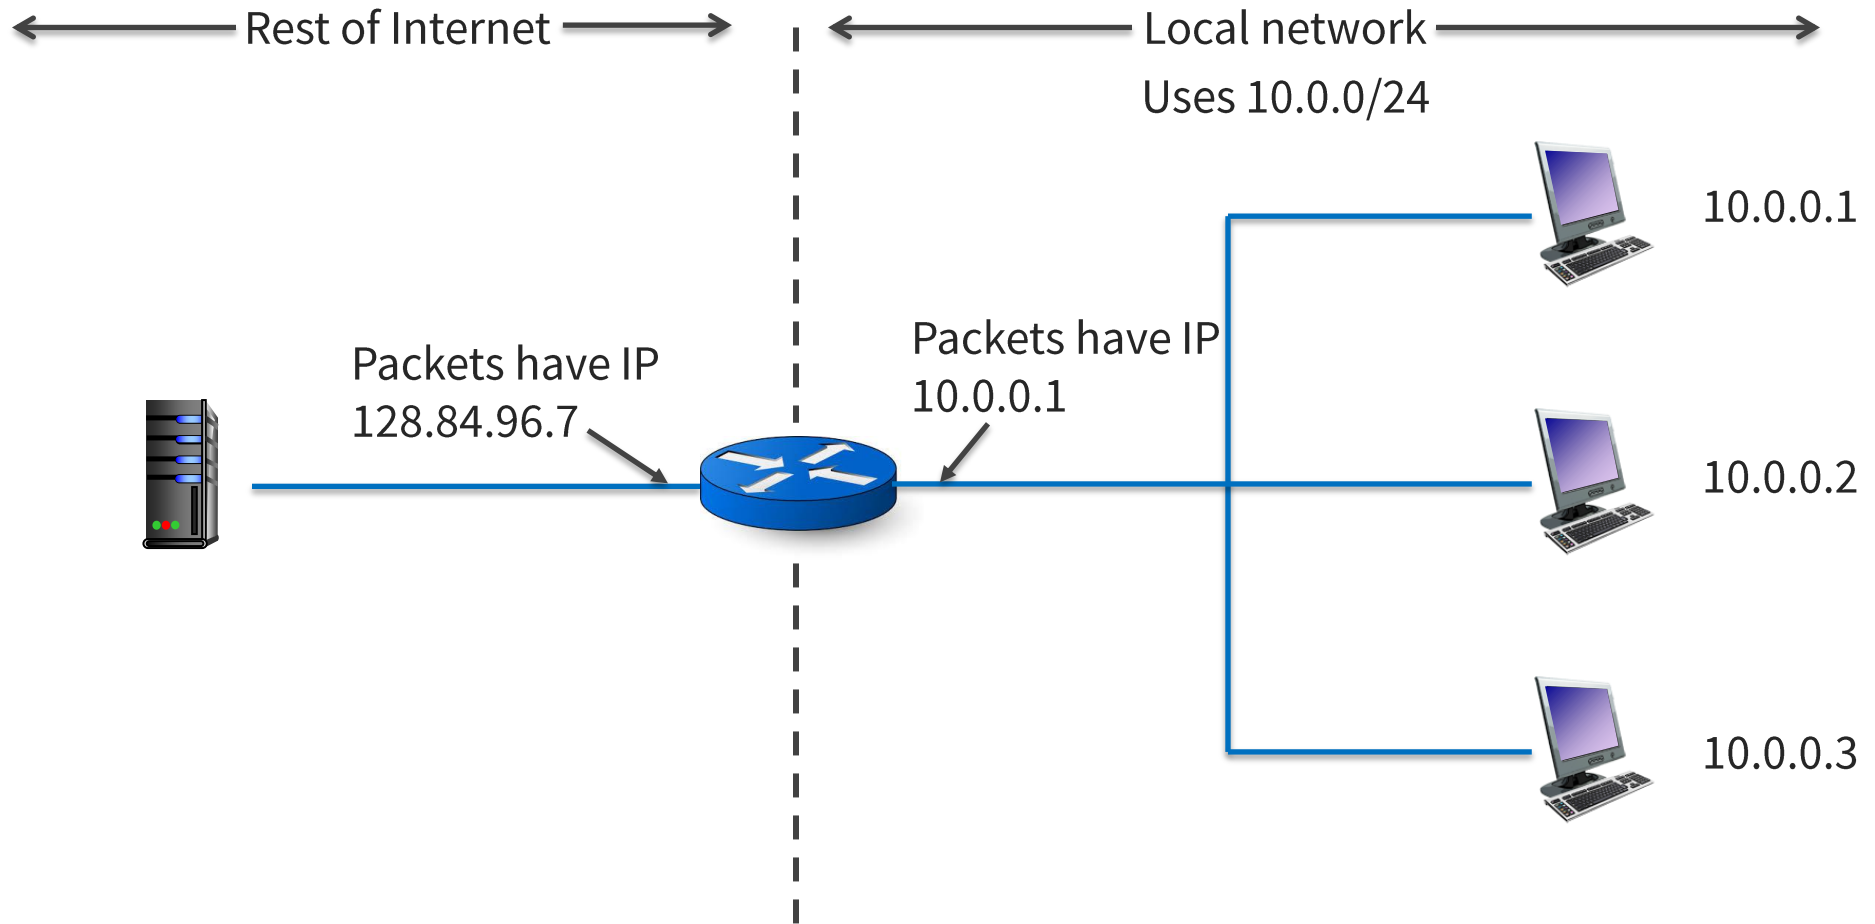 Rest of Internet
Local network
Uses 10.0.0/24
10.0.0.1
Packets have IP
10.0.0.1
Packets have IP
128.84.96.7
10.0.0.2
10.0.0.3